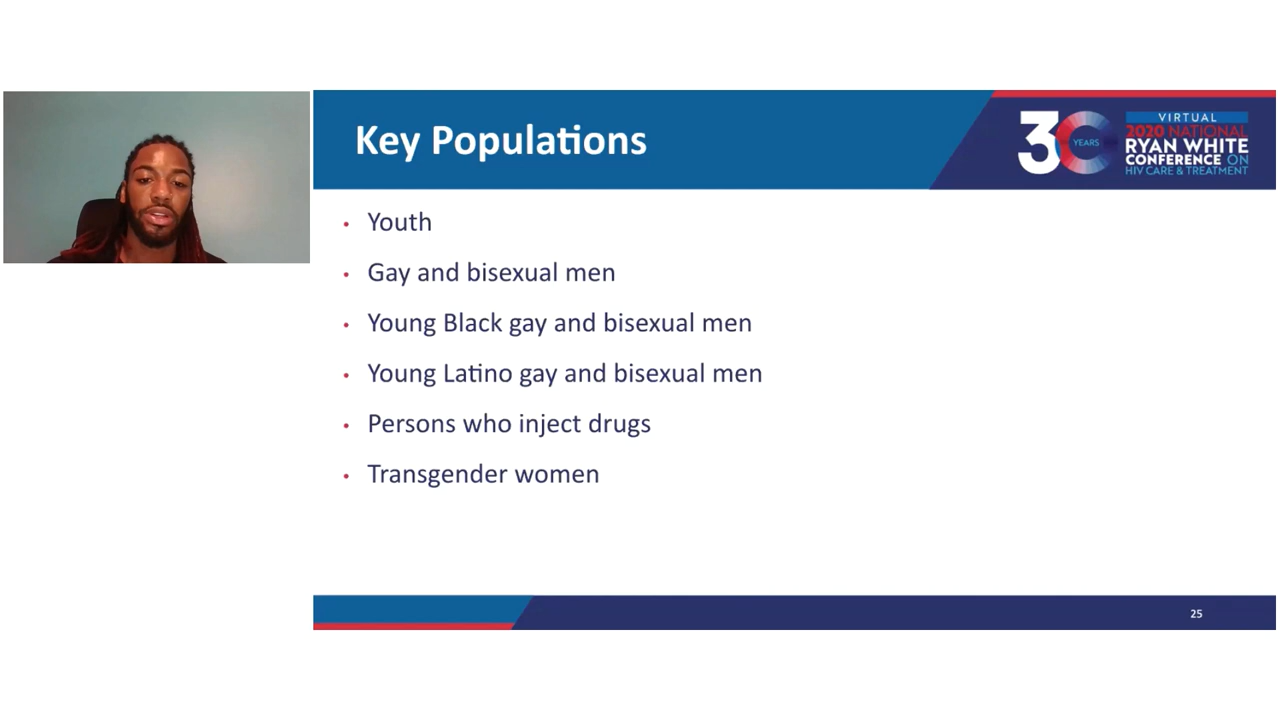 Key Populations
30 YEARS
VIRTUAL
2020 NATIONAL
RYAN WHITE
CONFERENCE ON
HIV CARE & TREATMENT
• Youth
• Gay and bisexual men
• Young Black gay and bisexual men
• Young Latino gay and bisexual men
• Persons who inject drugs
• Transgender women
25